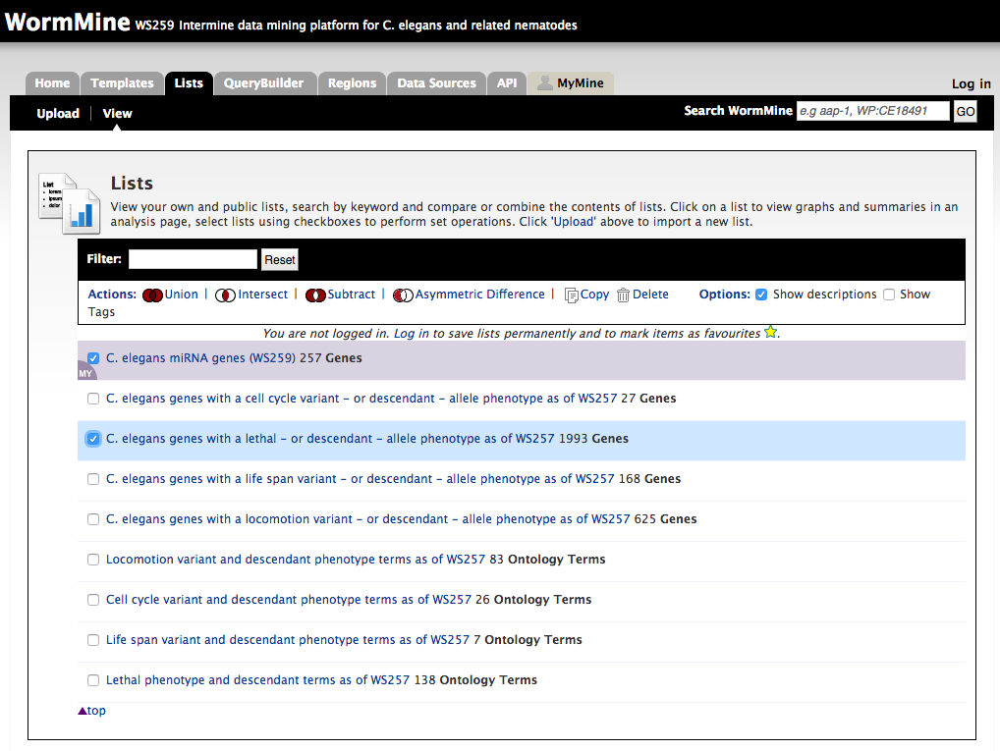 WormMine WS259 Intermine data mining platform for C. elegans and related nematodes
Home Templates Lists QueryBuilder Regions Data Sources API MyMine Log in
Upload View Search WormMine e.g aap-1, WP:CE18491 GO
List
lorem
ipsum
dolor
Lists
View your own and public lists, search by keyword and compare or combine the contents of lists. Click on a list to view graphs and summaries in an
analysis page, select lists using checkboxes to perform set operations. Click 'Upload' above to import a new list.
Filter: Reset
Actions: Union | Intersect | Subtract | Asymmetric Difference | Copy Delete Options: Show descriptions Show
Tags
You are not logged in. Log in to save lists permanently and to mark items as favourites .
C. elegans miRNA genes (WS259) 257 Genes
MY
C. elegans genes with a cell cycle variant - or descendant - allele phenotype as of WS257 27 Genes
C. elegans genes with a lethal - or descendant - allele phenotype as of WS257 1993 Genes
C. elegans genes with a life span variant - or descendant - allele phenotype as of WS257 168 Genes
C. elegans genes with a locomotion variant - or descendant - allele phenotype as of WS257 625 Genes
Locomotion variant and descendant phenotype terms as of WS257 83 Ontology Terms
Cell cycle variant and descendant phenotype terms as of WS257 26 Ontology Terms
Life span variant and descendant phenotype terms as of WS257 7 Ontology Terms
Lethal phenotype and descendant terms as of WS257 138 Ontology Terms
▲top